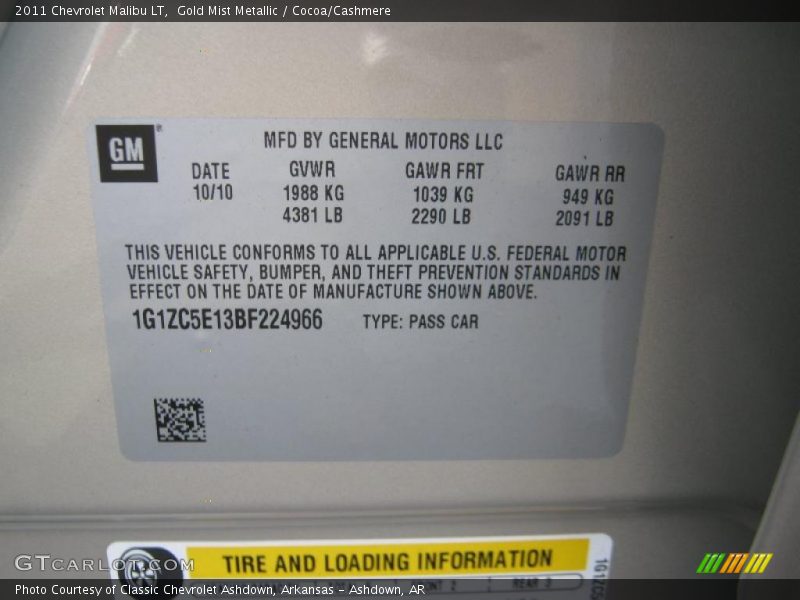 2011 Chevrolet Malibu LT,  Gold Mist Metallic / Cocoa/Cashmere
GM®
MFD BY GENERAL MOTORS LLC
DATE GVWR GAWR FRT GAWR RR
10/10 1988 KG 1039 KG 949 KG
4381 LB 2290 LB 2091 LB
THIS VEHICLE CONFORMS TO ALL APPLICABLE U.S. FEDERAL MOTOR
VEHICLE SAFETY, BUMPER, AND THEFT PREVENTION STANDARDS IN
EFFECT ON THE DATE OF MANUFACTURE SHOWN ABOVE.
1G1ZC5E13BF224966 TYPE: PASS CAR
TIRE AND LOADING INFORMATION
GTcarlot.com
Photo Courtesy of Classic Chevrolet Ashdown, Arkansas - Ashdown, AR